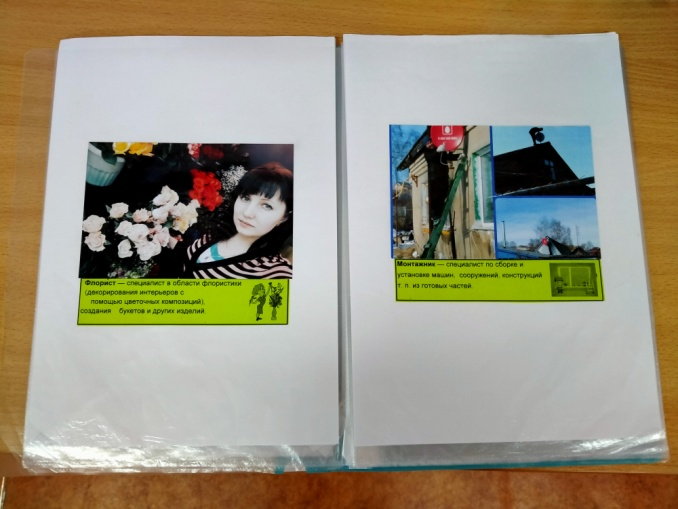 Флорист — специалист в области флористики
(декорирования интерьеров с
помощью цветочных композиций),
создания букетов и других изделий.
Монтажник — специалист по сборке и
установке машин, сооружений, конструкций
т. п. из готовых частей.